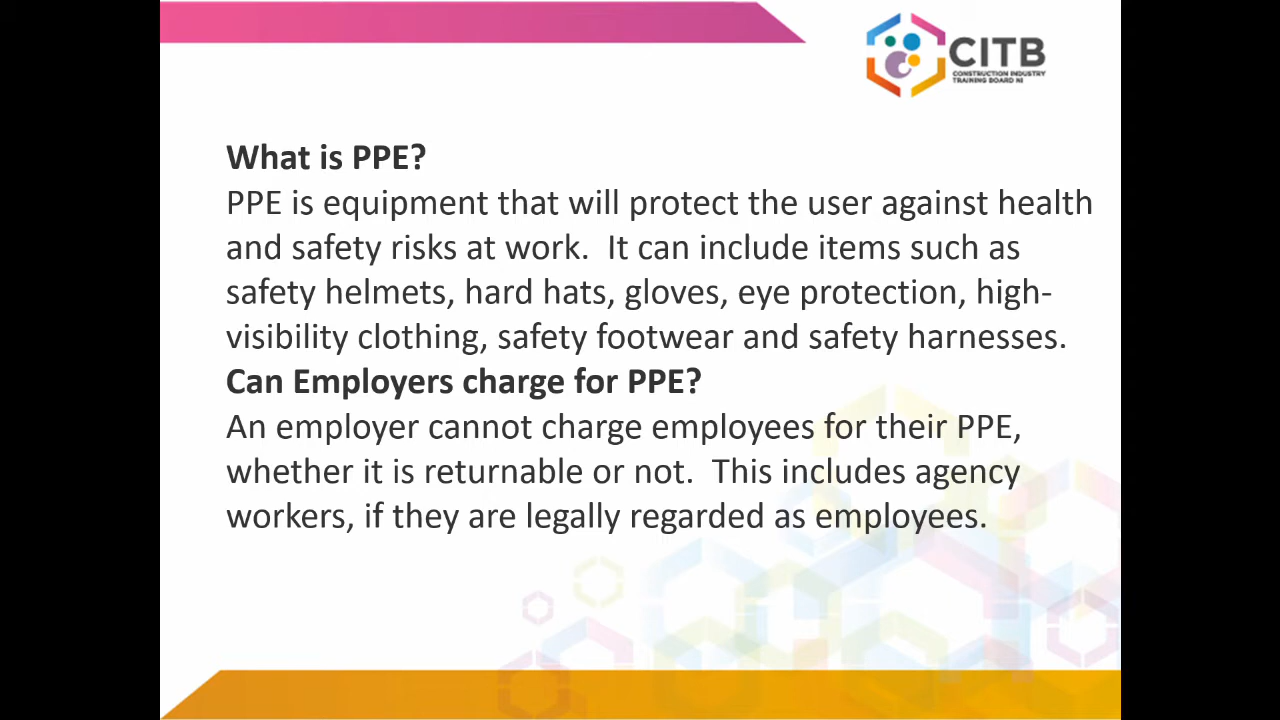 CITB
CONSTRUCTION INDUSTRY
TRAINING BOARD NI
What is PPE?
PPE is equipment that will protect the user against health
and safety risks at work.  It can include items such as
safety helmets, hard hats, gloves, eye protection, high-
visibility clothing, safety footwear and safety harnesses.
Can Employers charge for PPE?
An employer cannot charge employees for their PPE,
whether it is returnable or not.  This includes agency
workers, if they are legally regarded as employees.